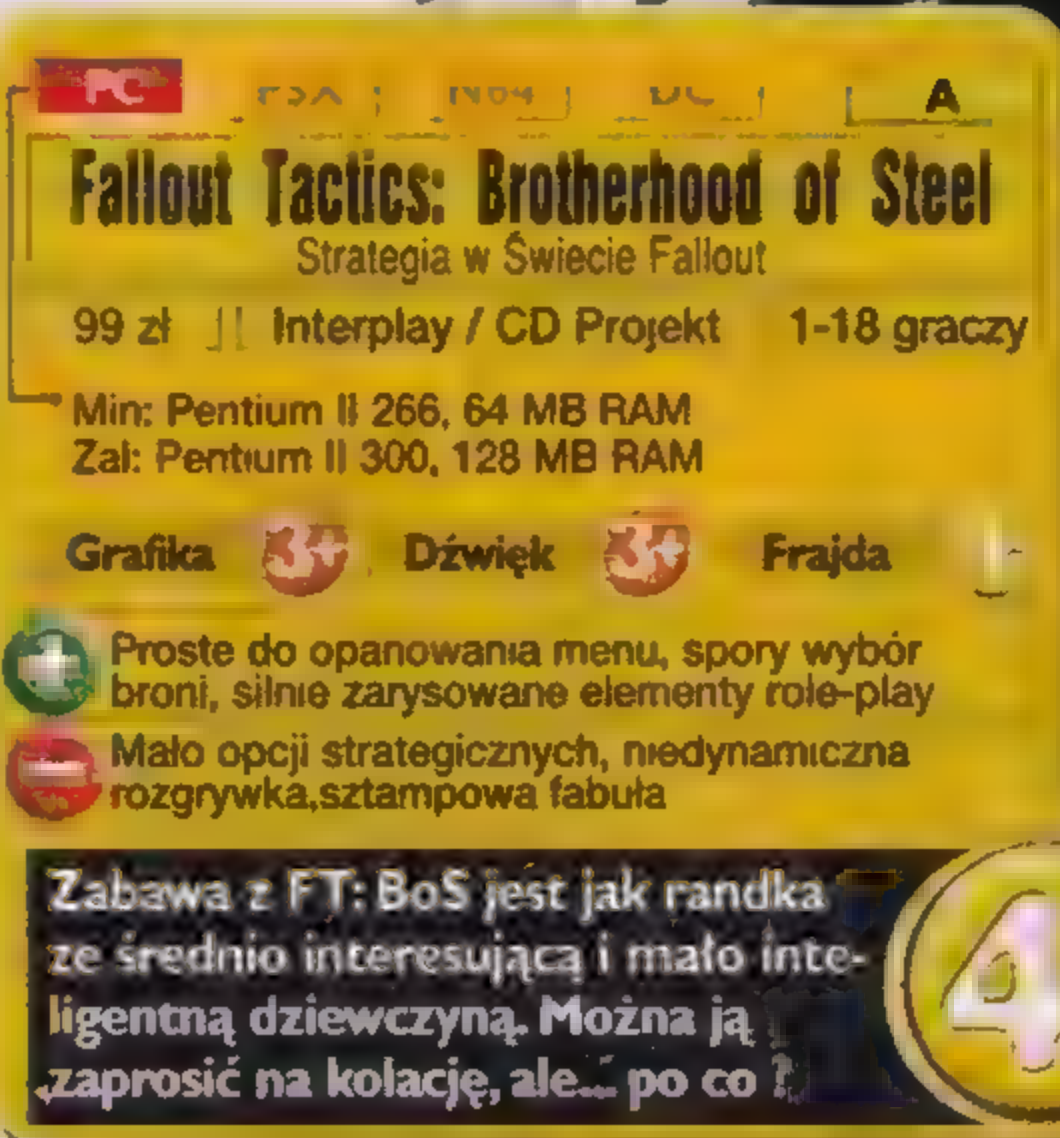 PC PSX N64 DC A
Fallout Tactics: Brotherhood of Steel
Strategia w Świecie Fallout
99 zł || Interplay / CD Projekt 1-18 graczy
Min: Pentium II 266, 64 MB RAM
Zal: Pentium II 300, 128 MB RAM
Grafika 3+ Dźwięk 3+ Frajda
Proste do opanowania menu, spory wybór
broni, silnie zarysowane elementy role-play
Mało opcji strategicznych, niedynamiczna
rozgrywka,sztampowa fabuła
Zabawa z FT: BoS jest jak randka
ze średnio interesującą i mało inte-
ligentną dziewczyną. Można ją
zaprosić na kolację, ale... po co ?
4